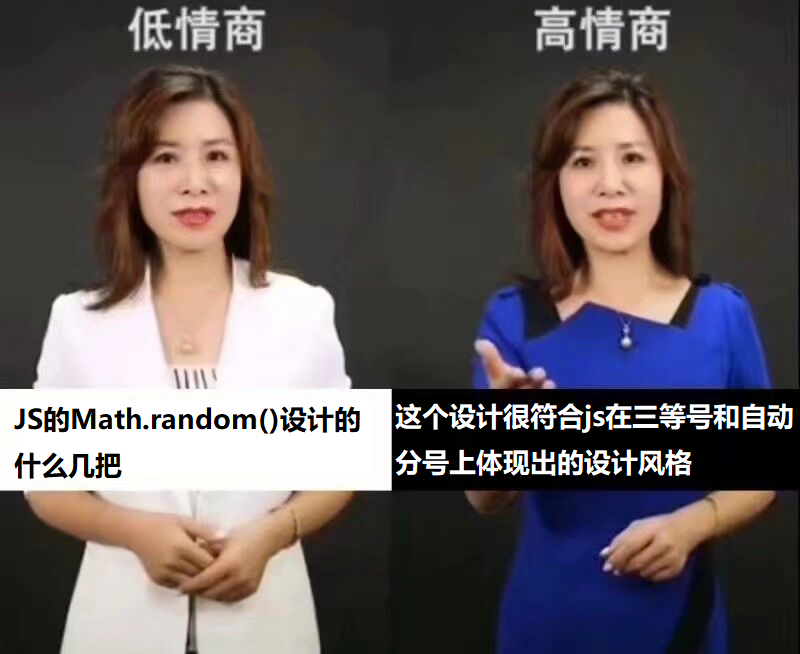 低情商
高情商
JS的Math.random()设计的
什么几把
这个设计很符合js在三等号和自动
分号上体现出的设计风格